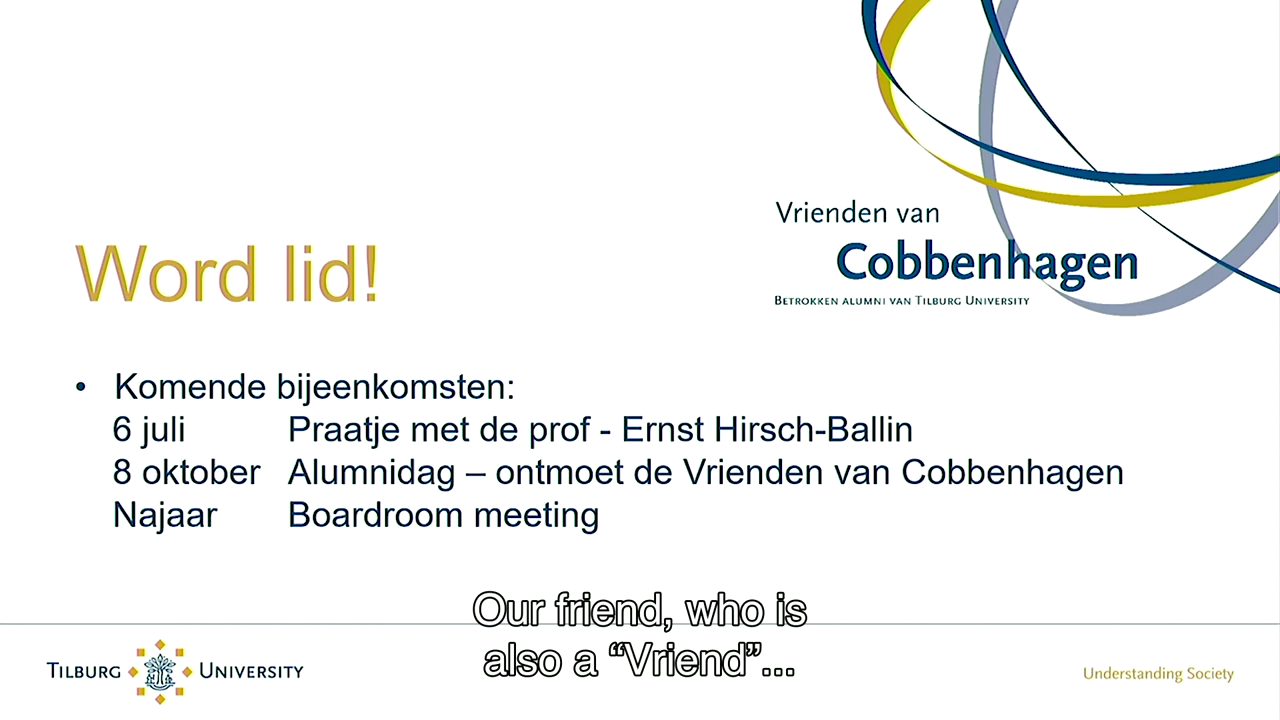 Vrienden van
Cobbenhagen
BETROKKEN ALUMNI VAN TILBURG UNIVERSITY
Word lid!
• Komende bijeenkomsten:
6 juli Praatje met de prof - Ernst Hirsch-Ballin
8 oktober Alumnidag – ontmoet de Vrienden van Cobbenhagen
Najaar Boardroom meeting
Our friend, who is
also a “Vriend”...
TILBURG UNIVERSITY
Understanding Society